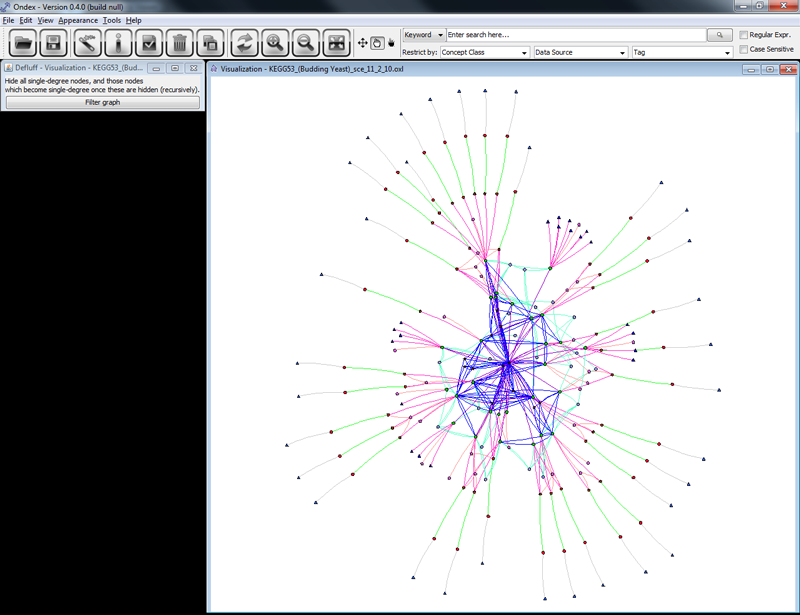 Ondex - Version 0.4.0 (build null)
File Edit View Appearance Tools Help
Keyword Enter search here... Regular Expr.
Restrict by: Concept Class Data Source Tag Case Sensitive
Defluff - Visualization - KEGG53_(Bud...
Hide all single-degree nodes, and those nodes
which become single-degree once these are hidden (recursively).
Filter graph
Visualization - KEGG53_(Budding Yeast)_sce_11_2_10.oxl